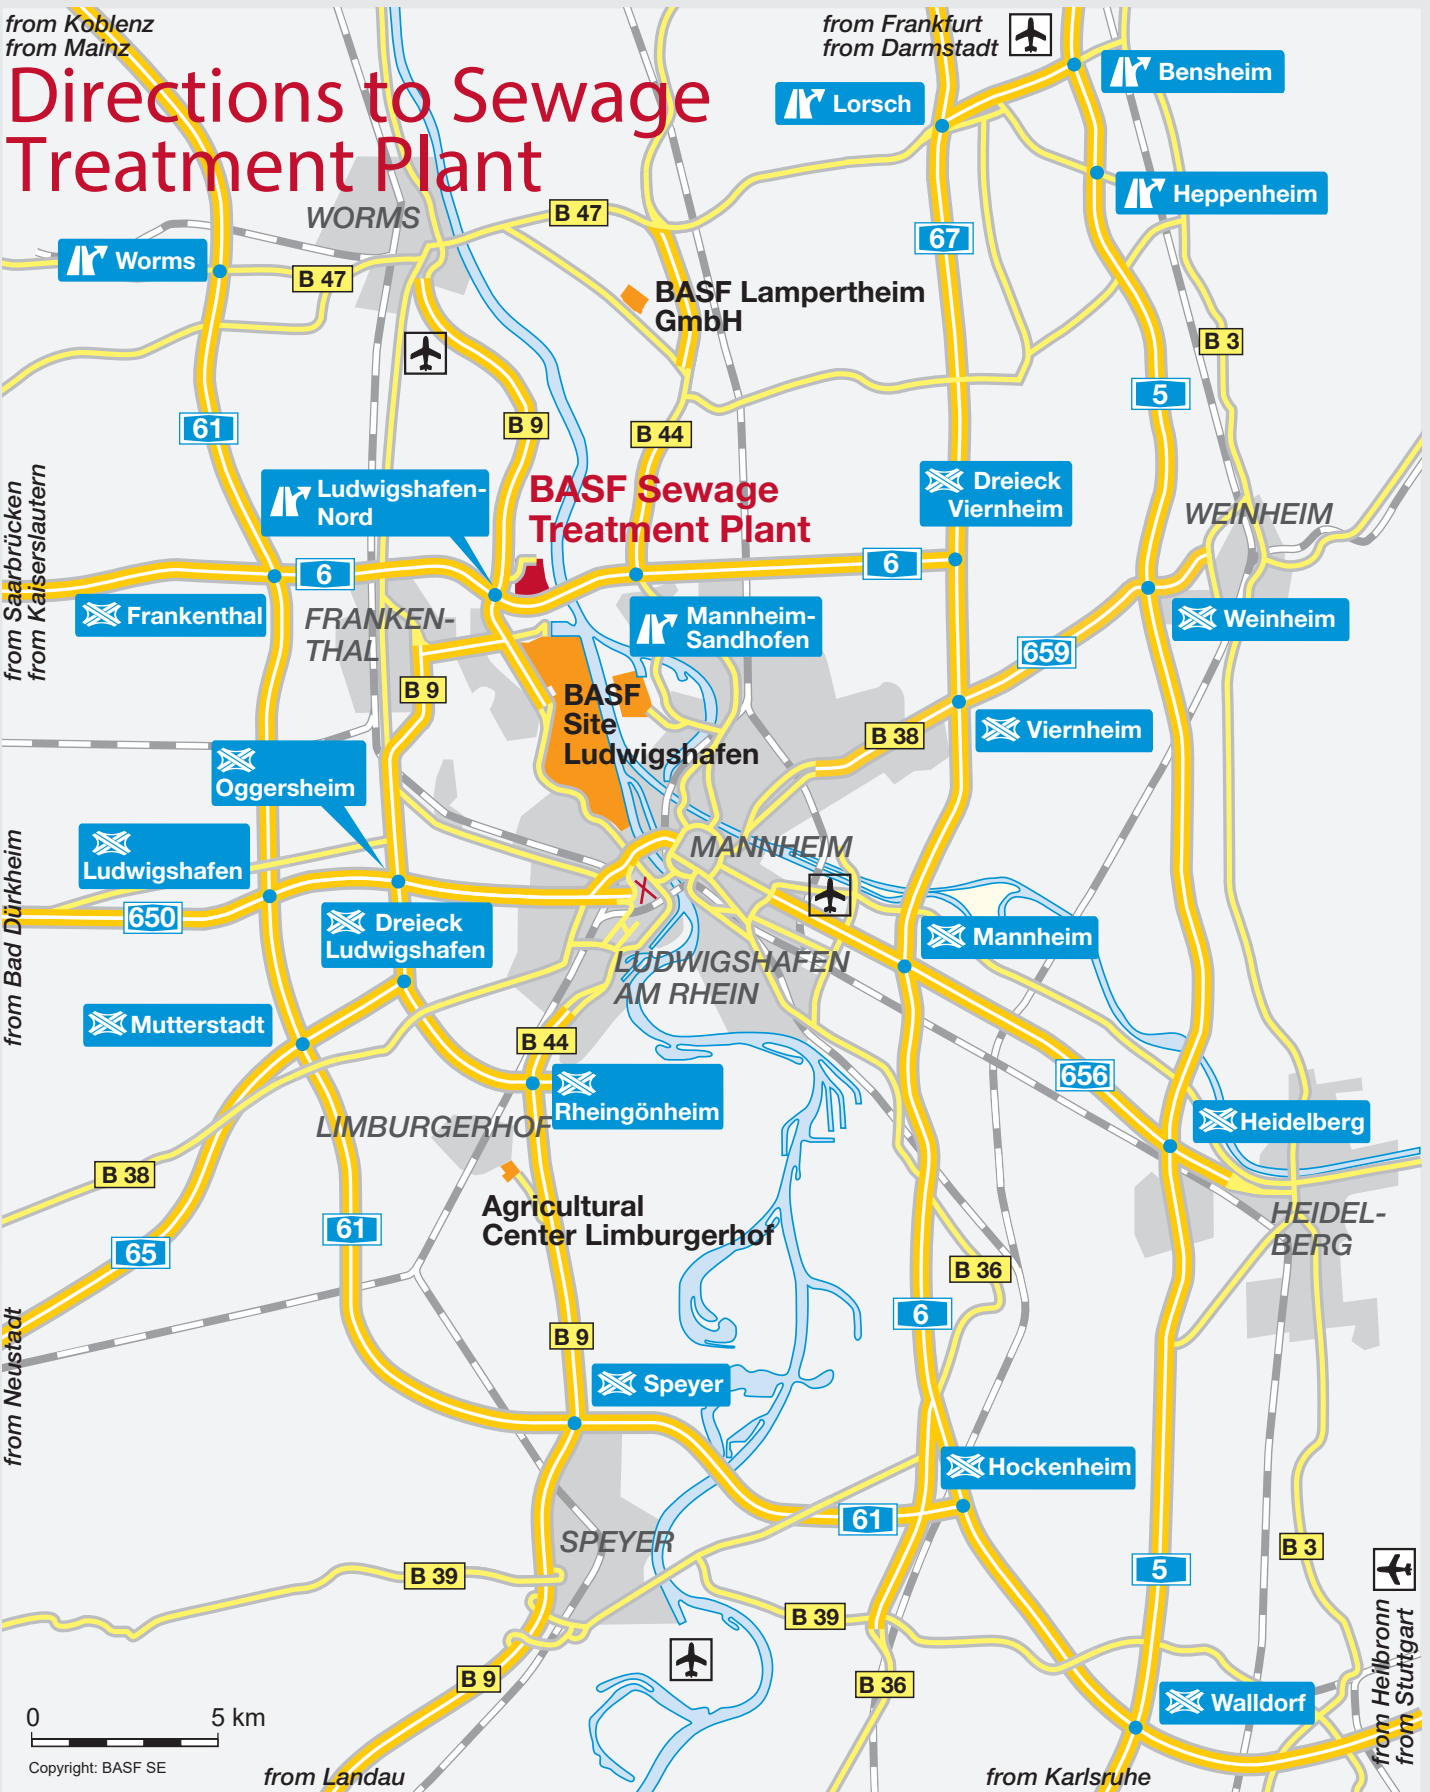 from Koblenz
from Mainz
from Frankfurt
from Darmstadt
Directions to Sewage
Treatment Plant
Bensheim
Lorsch
Heppenheim
WORMS
B 47
67
Worms
B 47
BASF Lampertheim
GmbH
B 3
5
61
B 9
B 44
from Saarbrücken
from Kaiserslautern
Ludwigshafen-
Nord
BASF Sewage
Treatment Plant
Dreieck
Viernheim
WEINHEIM
6
6
Frankenthal
FRANKEN-
THAL
Mannheim-
Sandhofen
Weinheim
659
B 9
BASF
Site
Ludwigshafen
B 38
Viernheim
Oggersheim
Ludwigshafen
MANNHEIM
from Bad Dürkheim
650
Dreieck
Ludwigshafen
Mannheim
LUDWIGSHAFEN
AM RHEIN
Mutterstadt
B 44
656
Rheingönheim
LIMBURGERHOF
Heidelberg
B 38
Agricultural
Center Limburgerhof
HEIDEL-
BERG
61
65
B 36
6
from Neustadt
B 9
Speyer
Hockenheim
61
SPEYER
B 3
B 39
5
B 39
from Heilbronn
from Stuttgart
B 9
B 36
Walldorf
0 5 km
Copyright: BASF SE
from Landau
from Karlsruhe